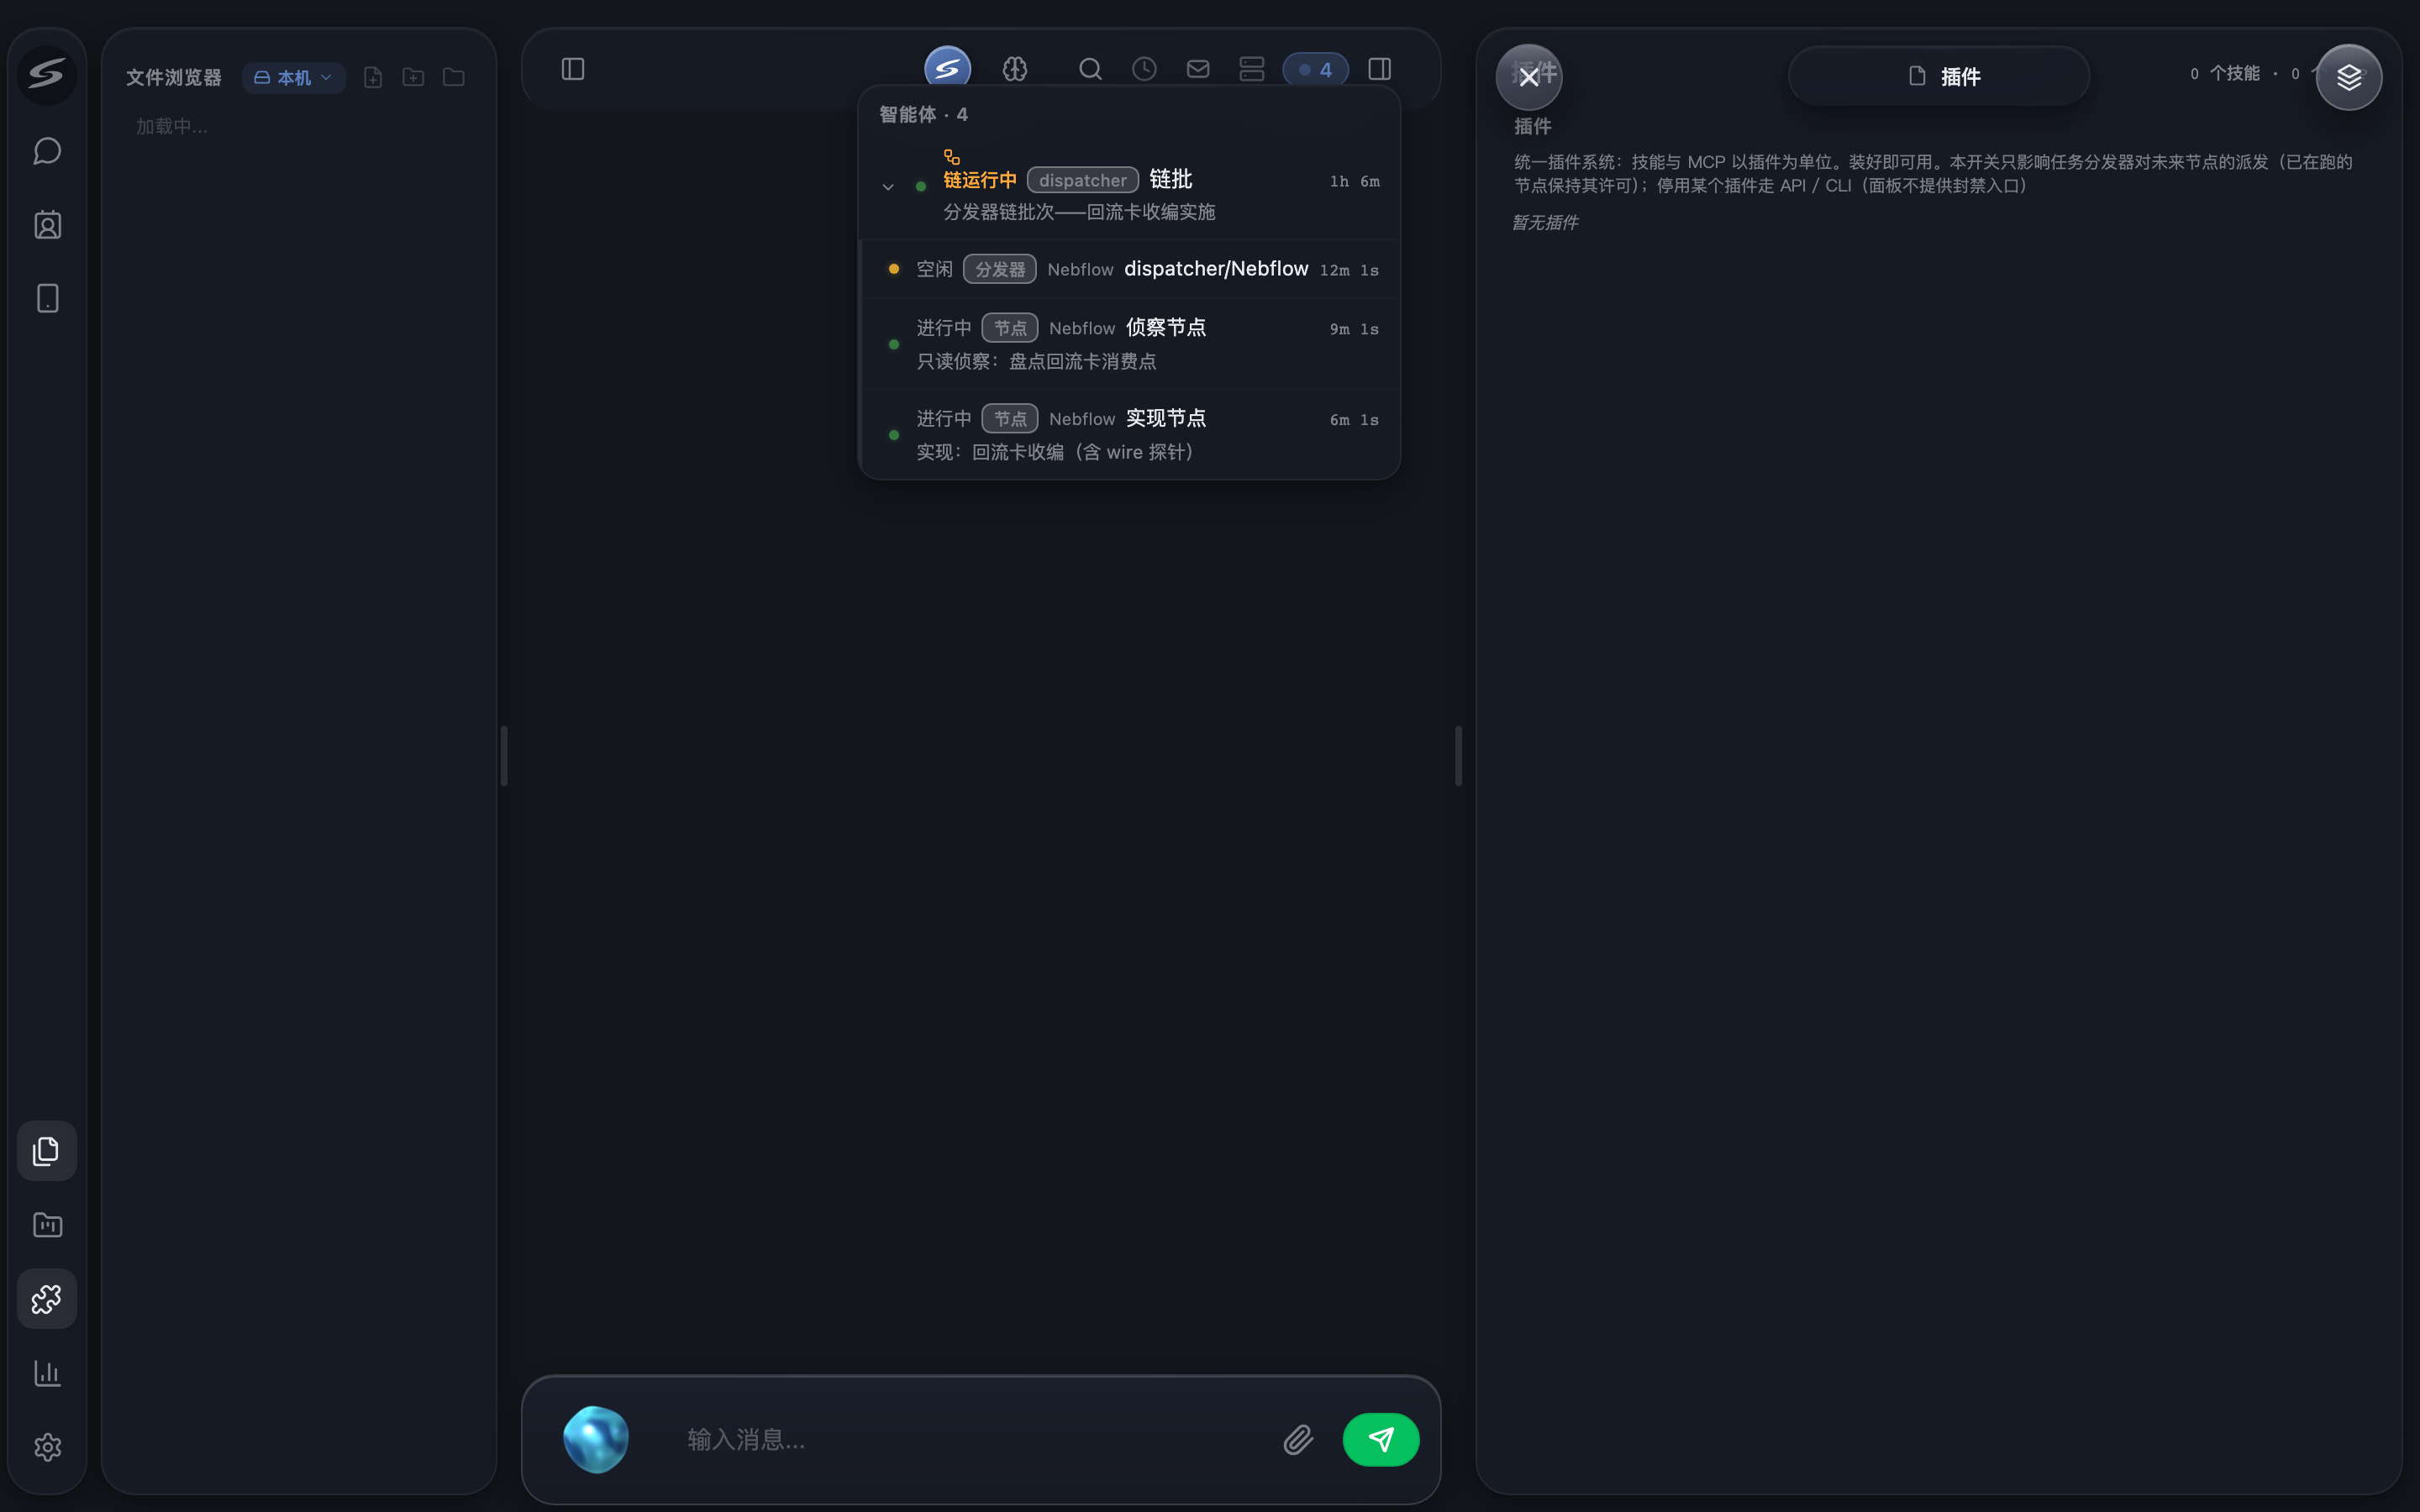 文件浏览器
本机
加载中...
4
智能体 · 4
链运行中 dispatcher 链批 1h 6m
分发器链批次——回流卡收编实施
空闲 分发器 Nebflow dispatcher/Nebflow 12m 1s
进行中 节点 Nebflow 侦察节点 9m 1s
只读侦察：盘点回流卡消费点
进行中 节点 Nebflow 实现节点 6m 1s
实现：回流卡收编（含 wire 探针）
输入消息...
插件
插件
0 个技能 · 0
插件
统一插件系统：技能与 MCP 以插件为单位。装好即可用。本开关只影响任务分发器对未来节点的派发（已在跑的
节点保持其许可）；停用某个插件走 API / CLI（面板不提供封禁入口）
暂无插件